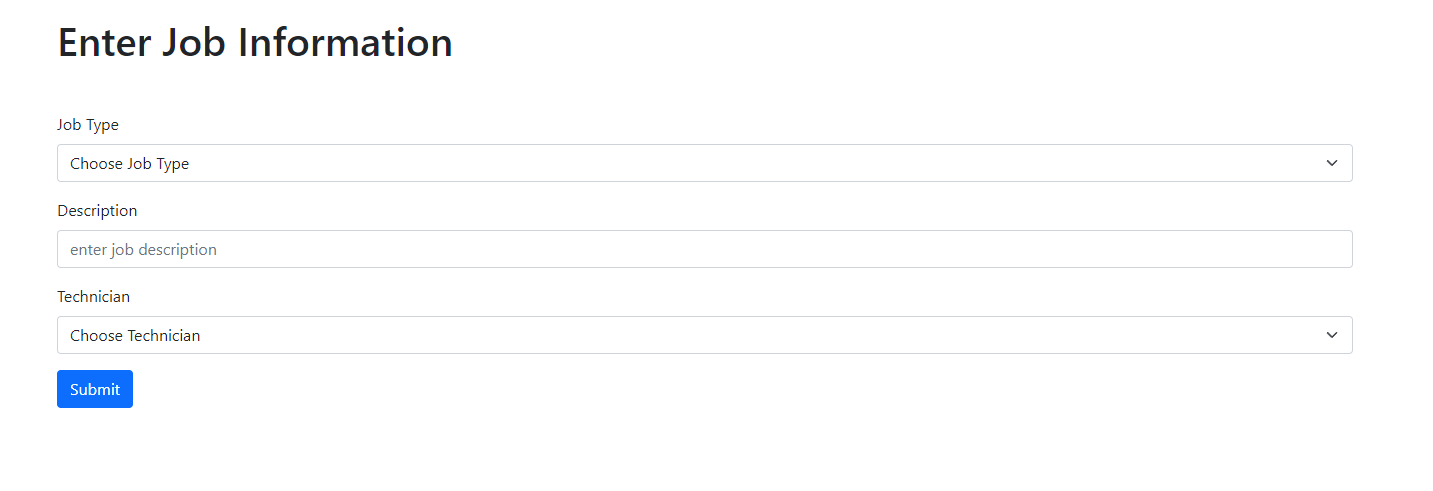 Enter Job Information
Job Type
Choose Job Type
Description
enter job description
Technician
Choose Technician
Submit